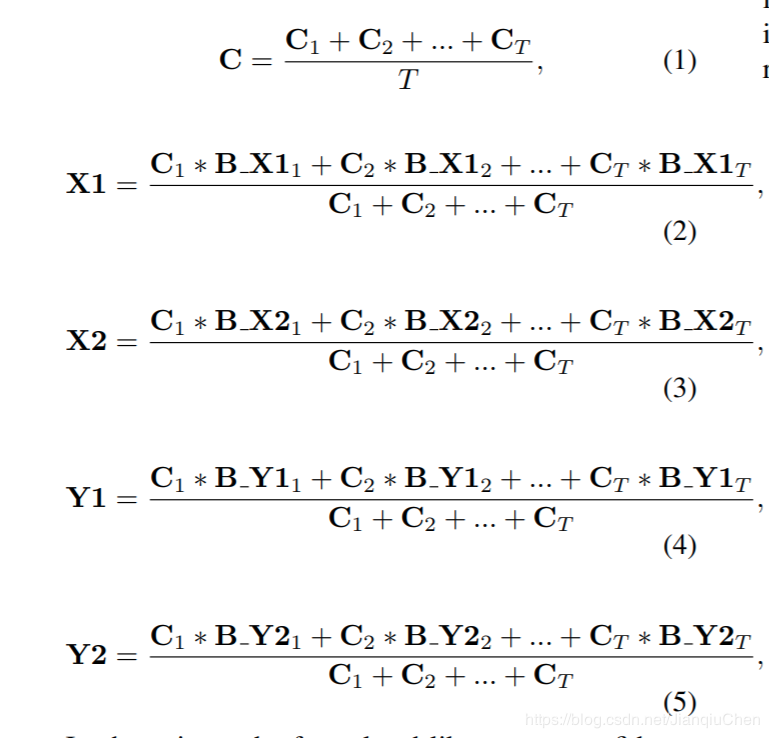 C = (C₁ + C₂ + ... + C_T) / T, (1)
X1 = (C₁ ∗ B_X1₁ + C₂ ∗ B_X1₂ + ... + C_T ∗ B_X1_T) / (C₁ + C₂ + ... + C_T), (2)
X2 = (C₁ ∗ B_X2₁ + C₂ ∗ B_X2₂ + ... + C_T ∗ B_X2_T) / (C₁ + C₂ + ... + C_T), (3)
Y1 = (C₁ ∗ B_Y1₁ + C₂ ∗ B_Y1₂ + ... + C_T ∗ B_Y1_T) / (C₁ + C₂ + ... + C_T), (4)
Y2 = (C₁ ∗ B_Y2₁ + C₂ ∗ B_Y2₂ + ... + C_T ∗ B_Y2_T) / (C₁ + C₂ + ... + C_T), (5)
https://blog.csdn.net/JianqiuChen